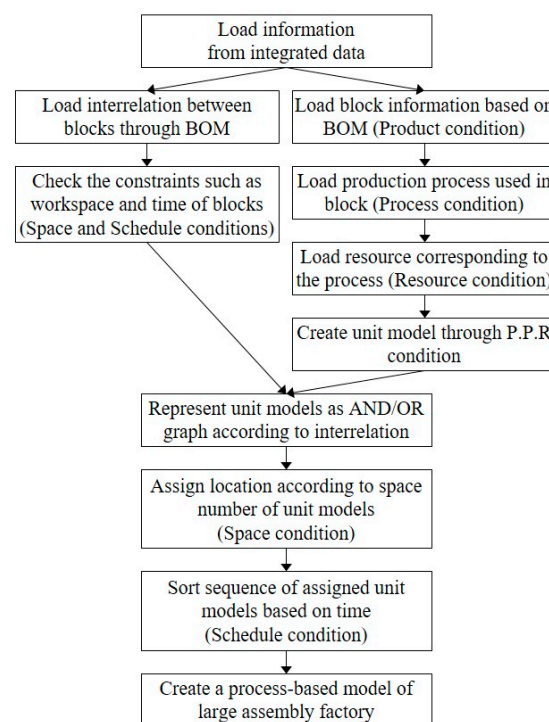 Load information
from integrated data
Load interrelation between
blocks through BOM
Load block information based on
BOM (Product condition)
Check the constraints such as
workspace and time of blocks
(Space and Schedule conditions)
Load production process used in
block (Process condition)
Load resource corresponding to
the process (Resource condition)
Create unit model through P.P.R
condition
Represent unit models as AND/OR
graph according to interrelation
Assign location according to space
number of unit models
(Space condition)
Sort sequence of assigned unit
models based on time
(Schedule condition)
Create a process-based model of
large assembly factory